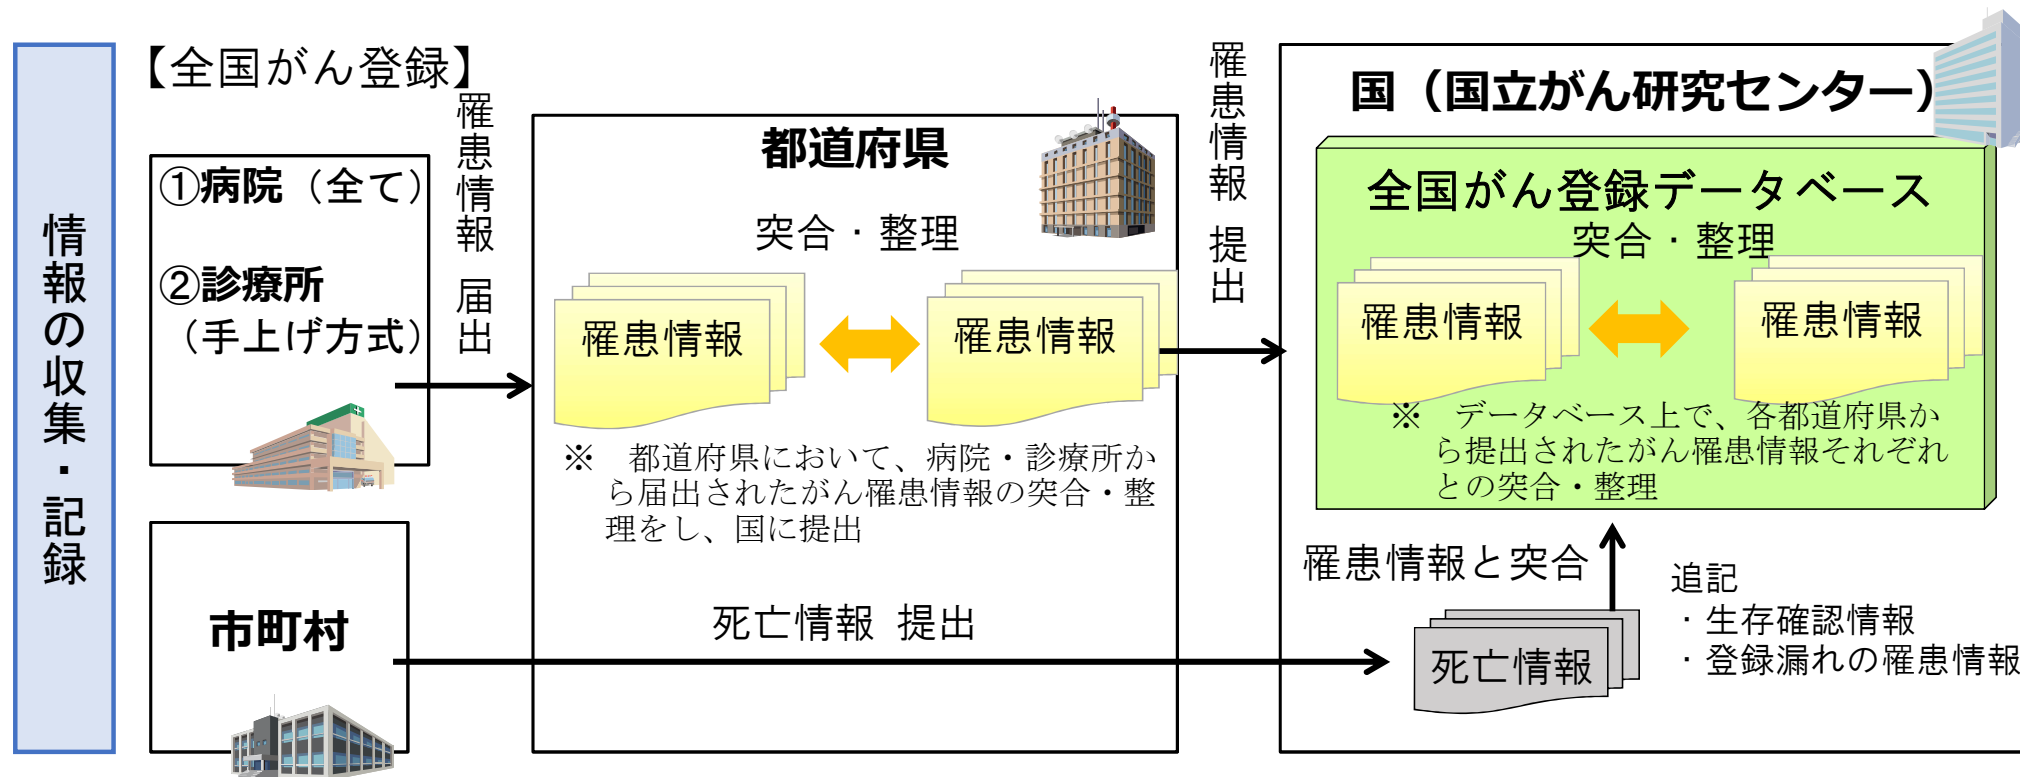 情報の収集・記録
【全国がん登録】
①病院（全て）
②診療所
（手上げ方式）
罹患情報 届出
市町村
都道府県
突合・整理
罹患情報
罹患情報
※　都道府県において、病院・診療所か
ら届出されたがん罹患情報の突合・整
理をし、国に提出
死亡情報 提出
罹患情報 提出
国（国立がん研究センター）
全国がん登録データベース
突合・整理
罹患情報
罹患情報
※　データベース上で、各都道府県か
ら提出されたがん罹患情報それぞれ
との突合・整理
罹患情報と突合
死亡情報
追記
・生存確認情報
・登録漏れの罹患情報